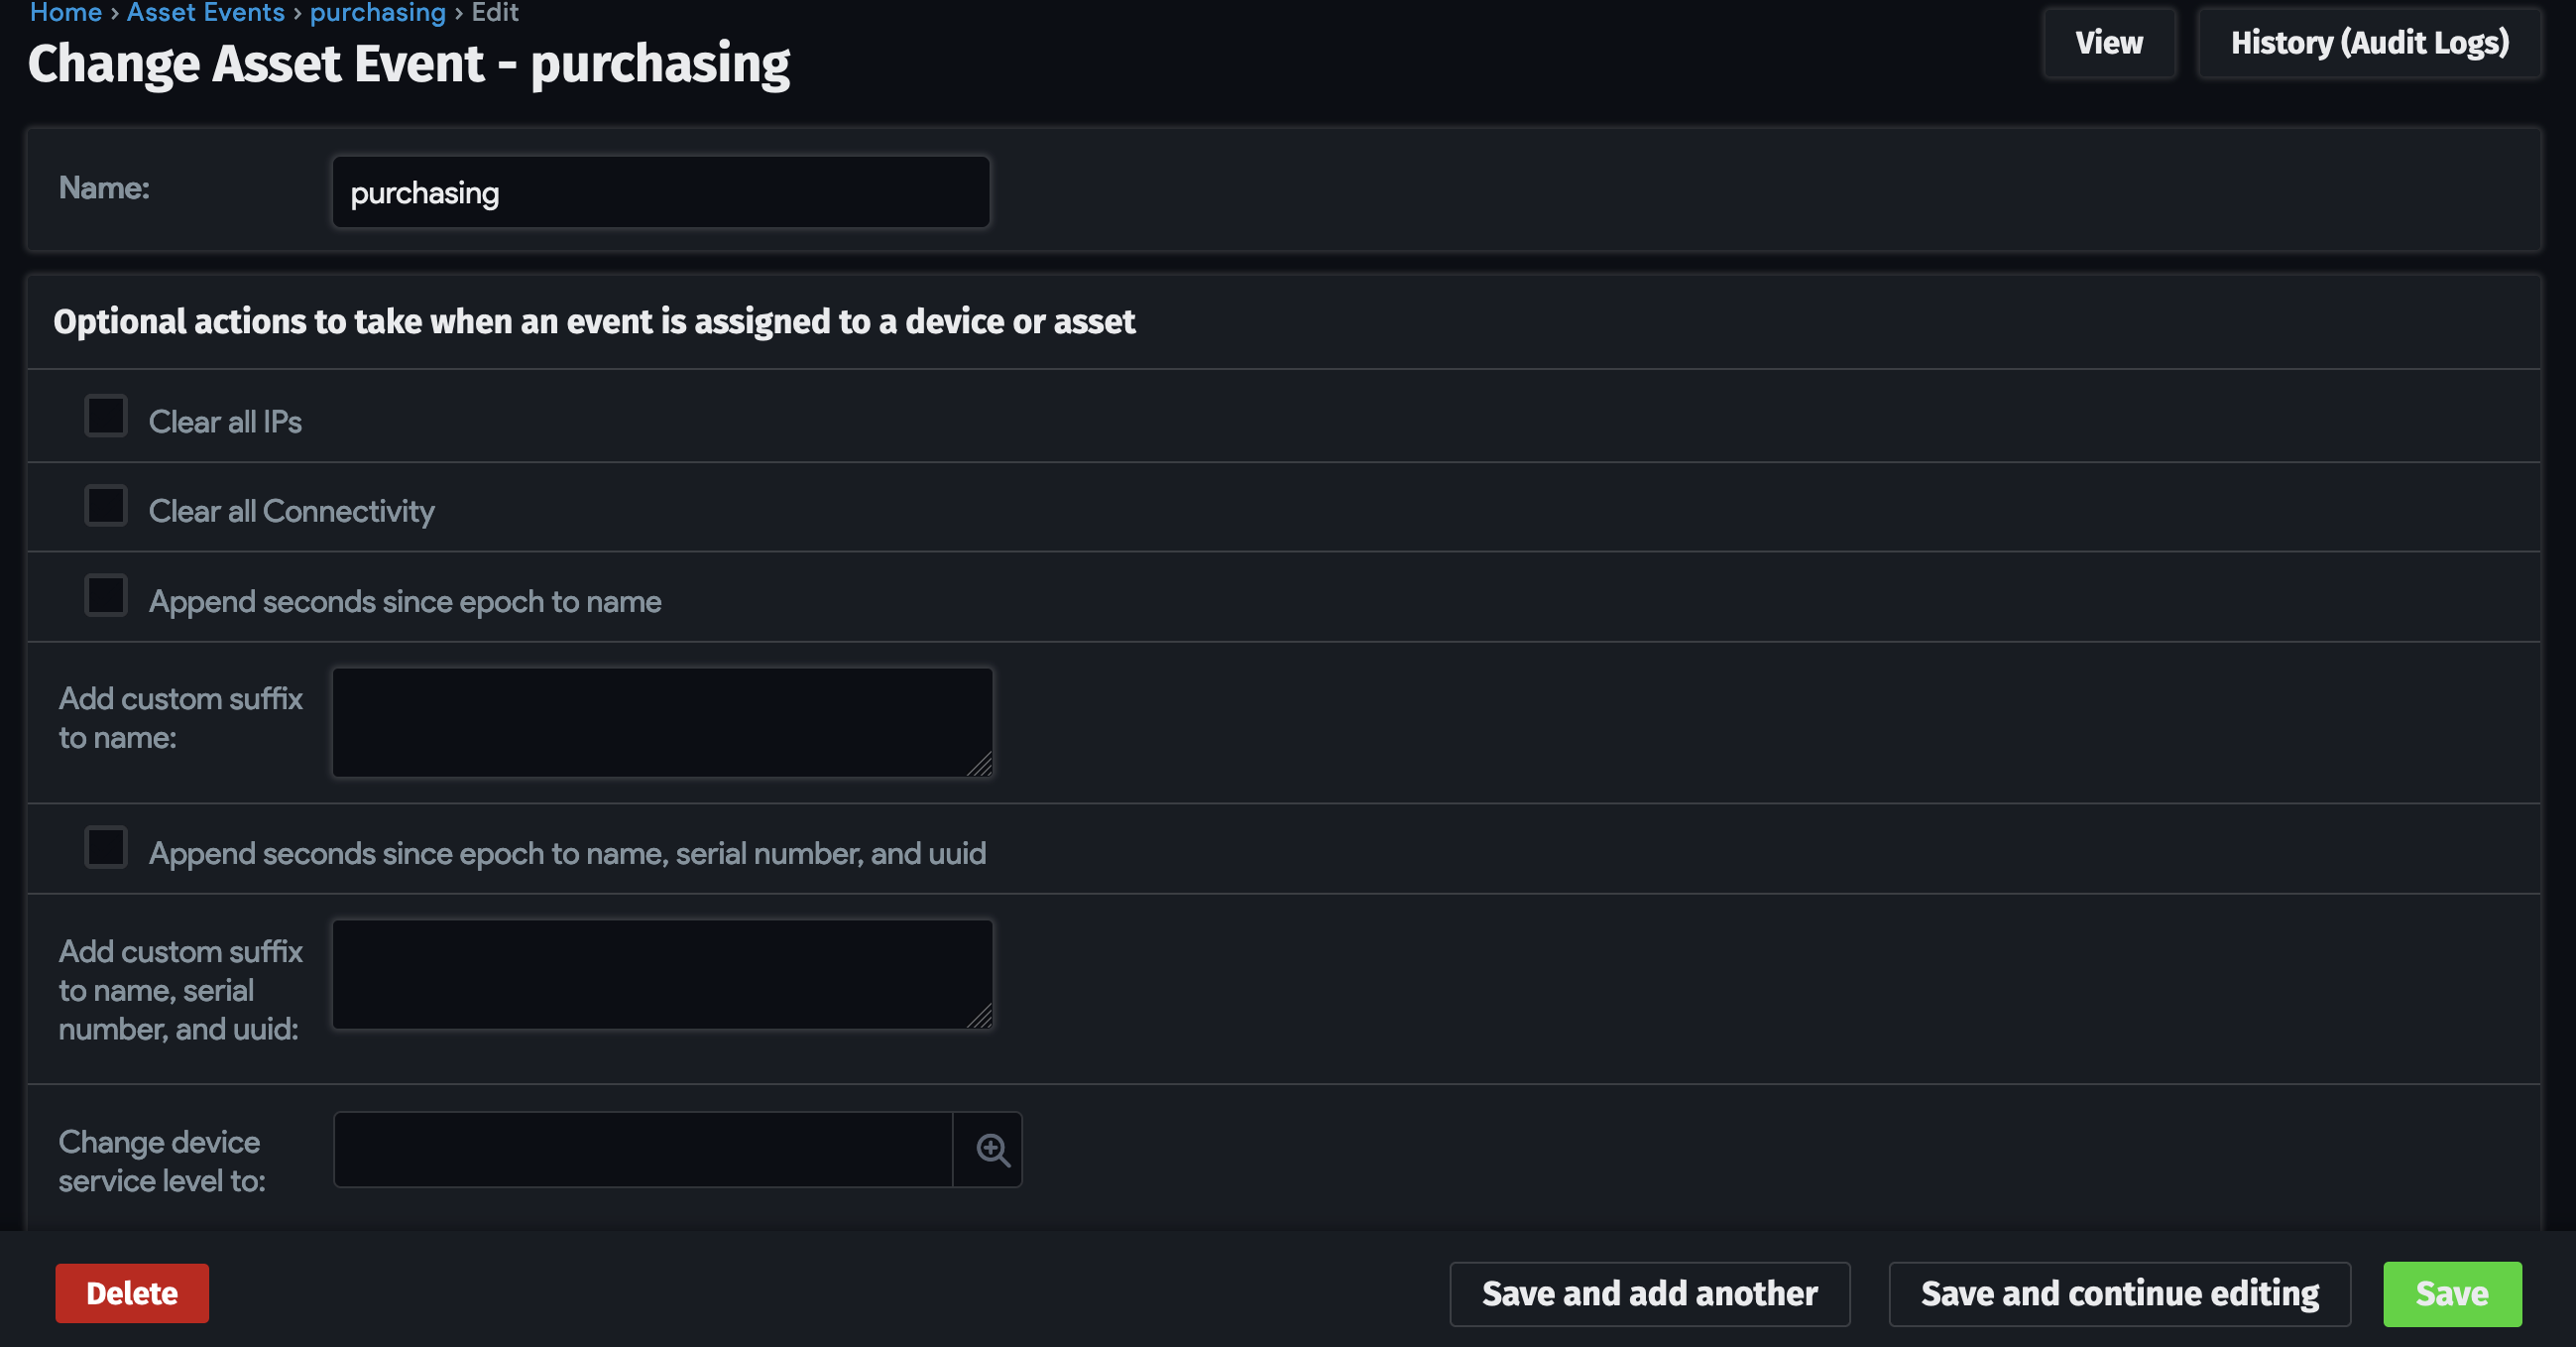 Home › Asset Events › purchasing › Edit
Change Asset Event - purchasing
View
History (Audit Logs)
Name:
purchasing
Optional actions to take when an event is assigned to a device or asset
Clear all IPs
Clear all Connectivity
Append seconds since epoch to name
Add custom suffix
to name:
Append seconds since epoch to name, serial number, and uuid
Add custom suffix
to name, serial
number, and uuid:
Change device
service level to:
Delete
Save and add another
Save and continue editing
Save